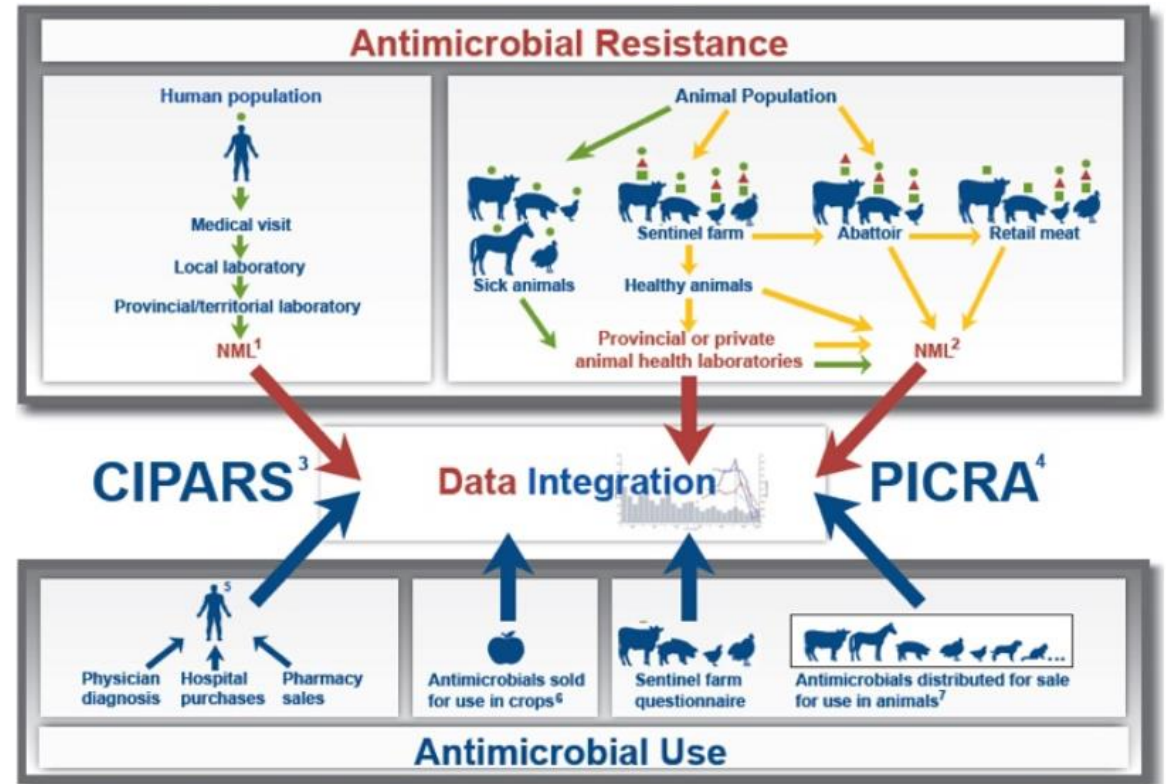 Antimicrobial Resistance
Human population
Medical visit
Local laboratory
Provincial/territorial laboratory
NML1
Animal Population
Sick animals
Sentinel farm
Abattoir
Retail meat
Healthy animals
Provincial or private
animal health laboratories
NML2
CIPARS3
Data Integration
PICRA4
5
Physician
diagnosis
Hospital
purchases
Pharmacy
sales
Antimicrobials sold
for use in crops6
Sentinel farm
questionnaire
...
Antimicrobials distributed for sale
for use in animals7
Antimicrobial Use